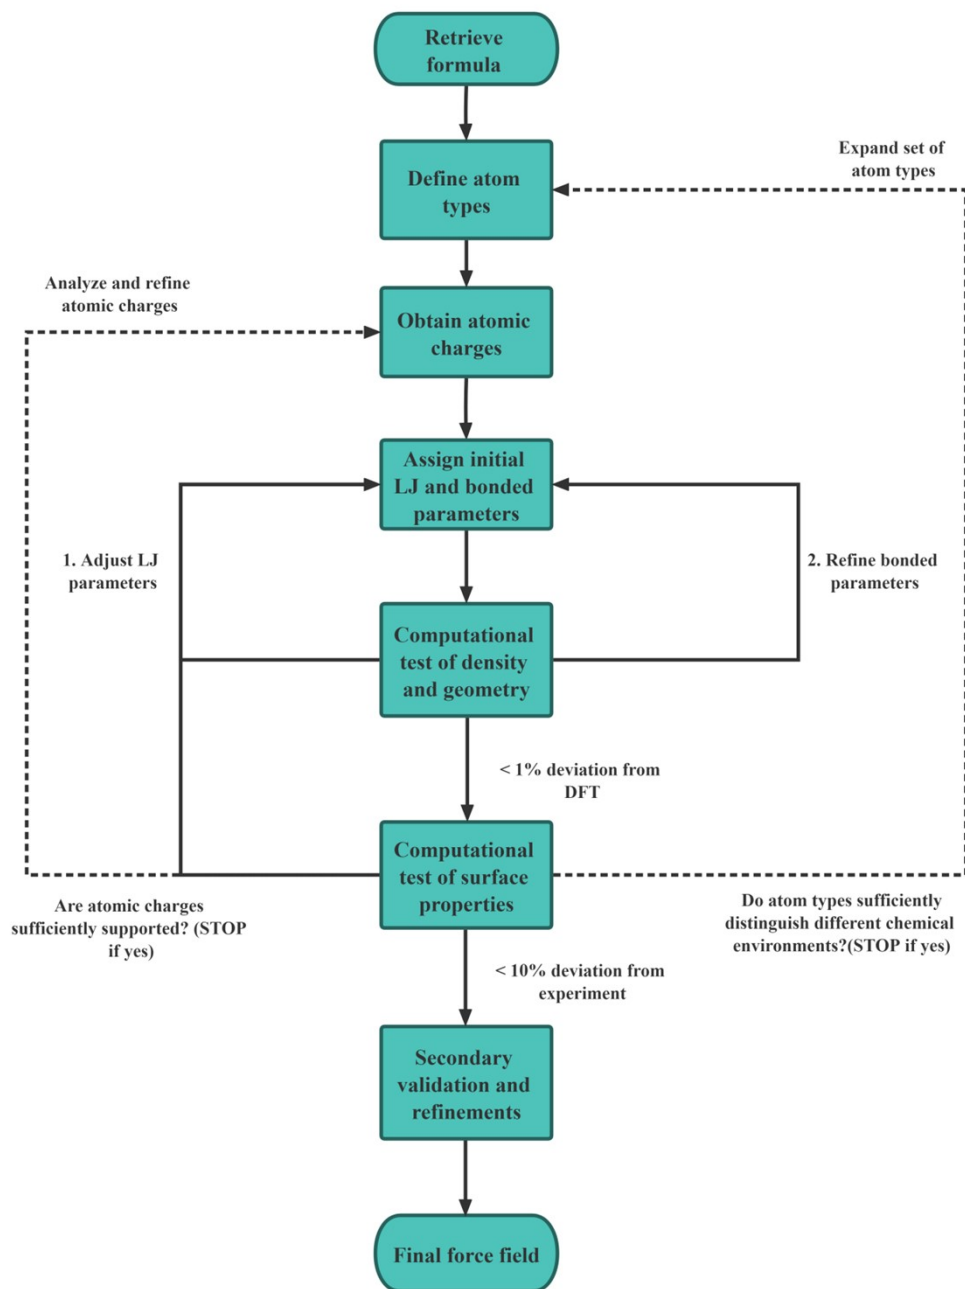 Retrieve
formula
Expand set of
atom types
Define atom
types
Analyze and refine
atomic charges
Obtain atomic
charges
Assign initial
LJ and bonded
parameters
1. Adjust LJ
parameters
2. Refine bonded
parameters
Computational
test of density
and geometry
< 1% deviation from
DFT
Computational
test of surface
properties
Are atomic charges
sufficiently supported? (STOP
if yes)
Do atom types sufficiently
distinguish different chemical
environments?(STOP if yes)
< 10% deviation from
experiment
Secondary
validation and
refinements
Final force field